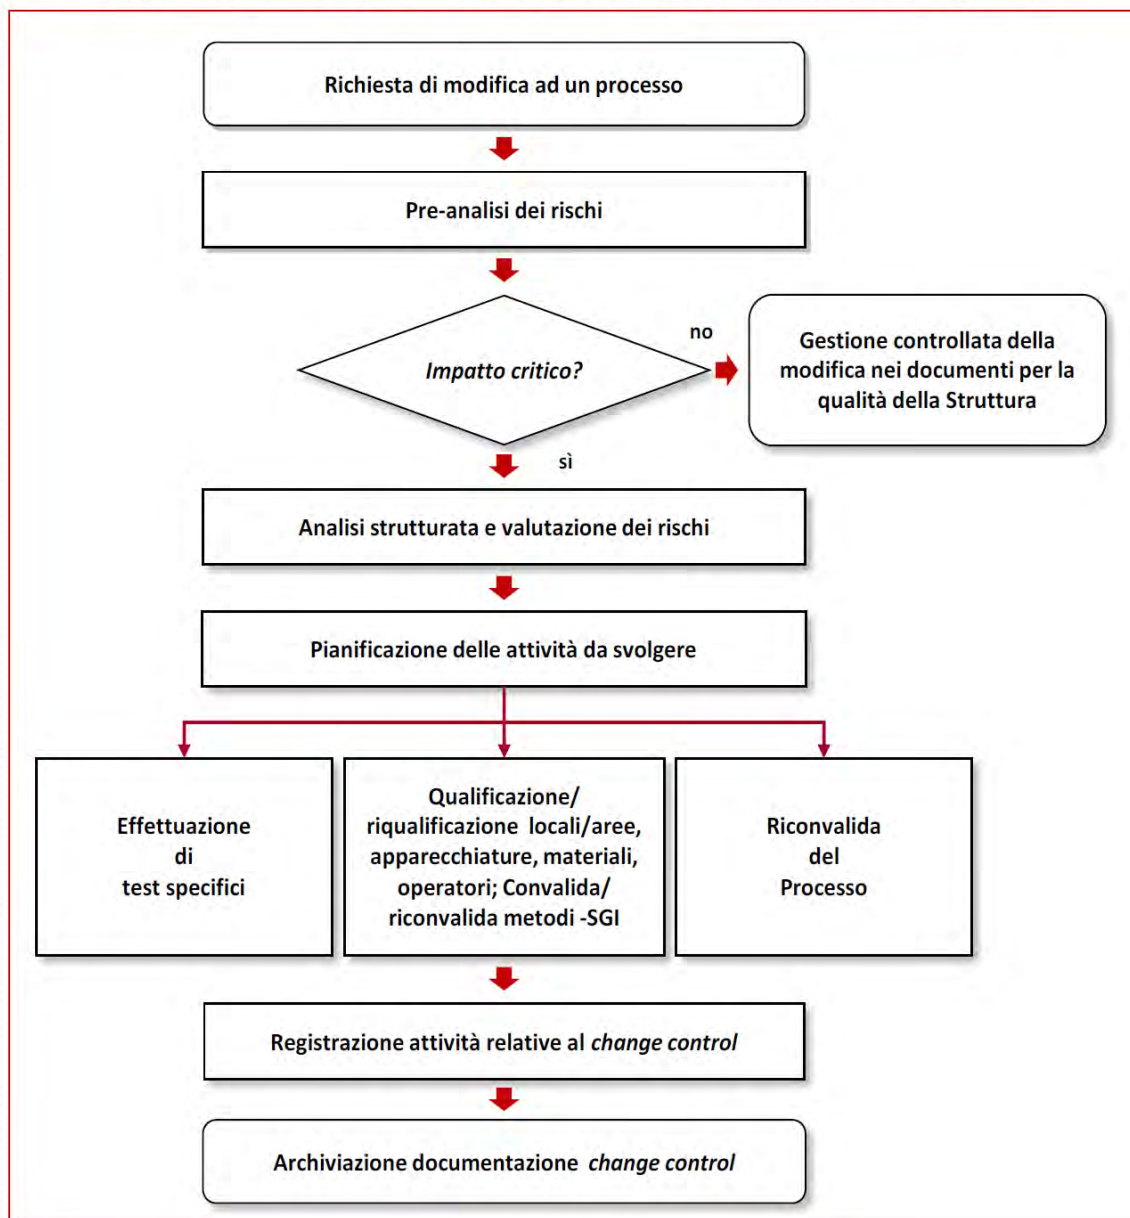 Richiesta di modifica ad un processo
Pre-analisi dei rischi
Impatto critico?
no
Gestione controllata della
modifica nei documenti per la
qualità della Struttura
sì
Analisi strutturata e valutazione dei rischi
Pianificazione delle attività da svolgere
Effettuazione
di
test specifici
Qualificazione/
riqualificazione locali/aree,
apparecchiature, materiali,
operatori; Convalida/
riconvalida metodi -SGI
Riconvalida
del
Processo
Registrazione attività relative al change control
Archiviazione documentazione change control